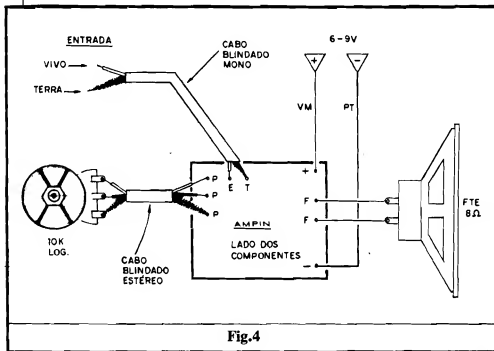 ENTRADA
VIVO
TERRA
CABO
BLINDADO
MONO
6-9V
+
-
VM
PT
P
P
P
E T
+
F
F
-
AMPIN
LADO DOS
COMPONENTES
FTE
8Ω
10K
LOG.
CABO
BLINDADO
ESTÉREO
Fig.4